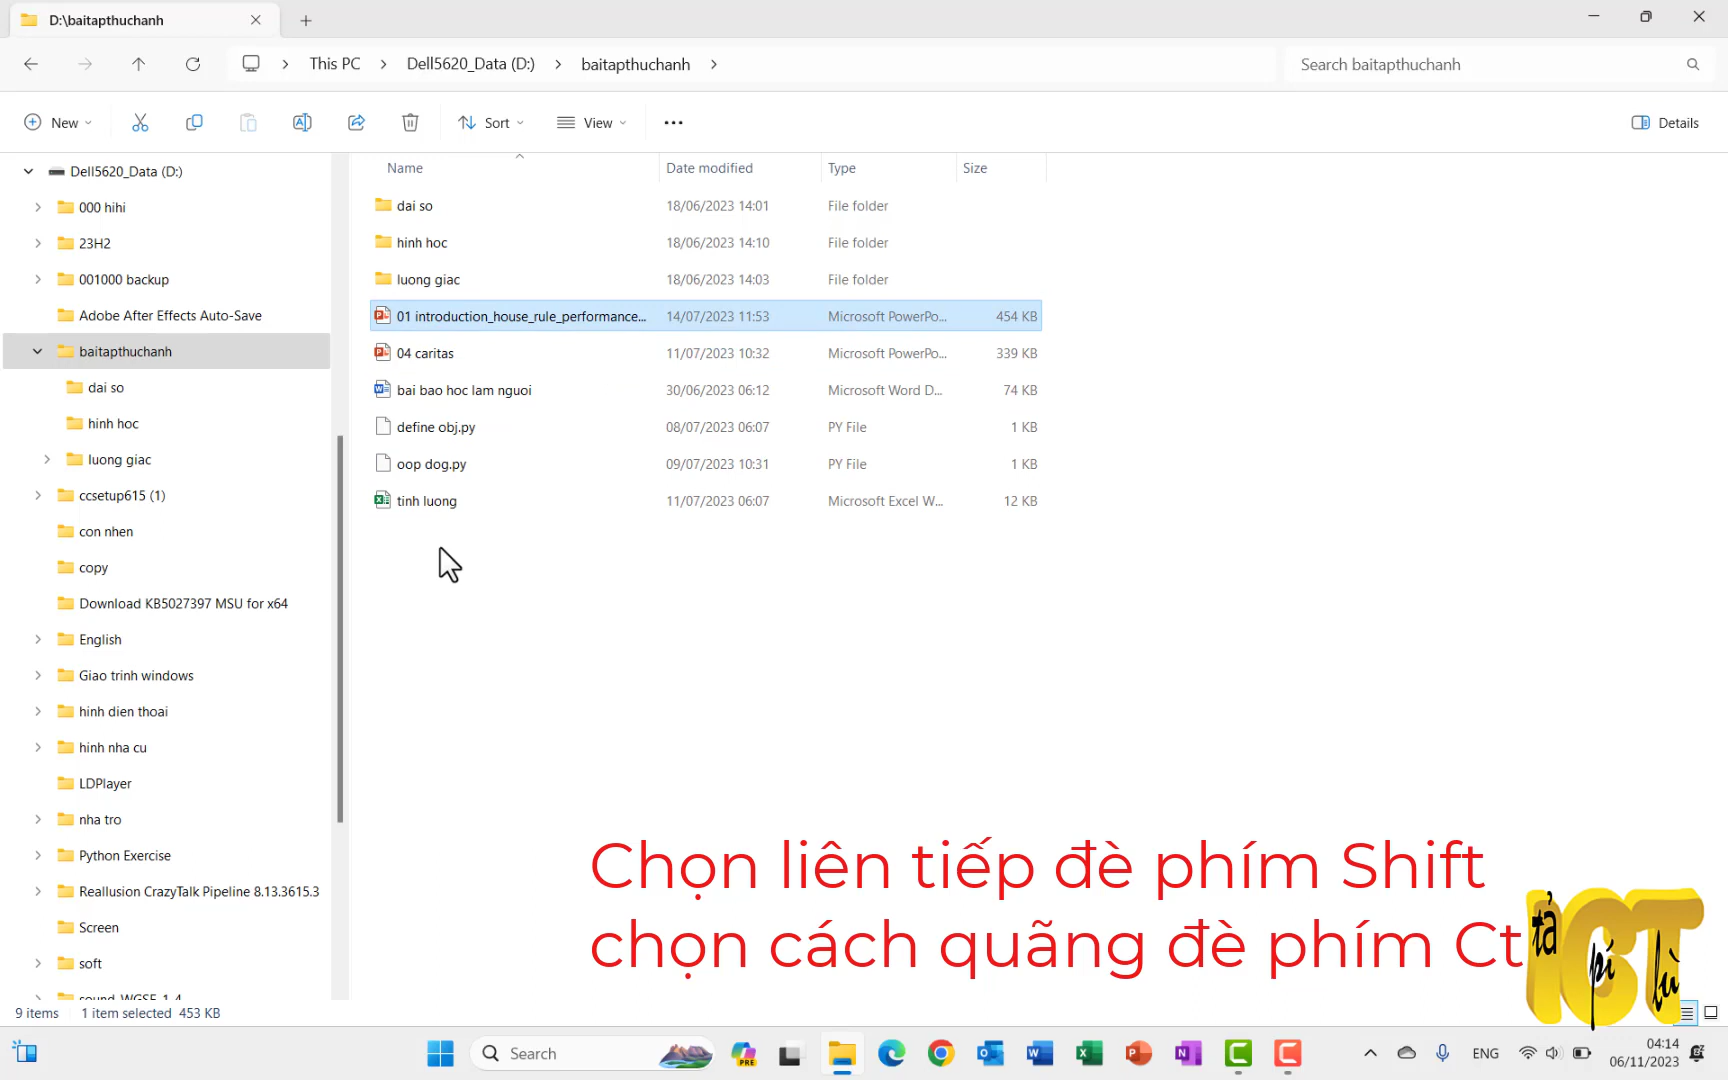 D:\baitapthuchanh
This PC
Dell5620_Data (D:)
baitapthuchanh
Search baitapthuchanh
New
Sort
View
Details
Dell5620_Data (D:)
000 hihi
23H2
001000 backup
Adobe After Effects Auto-Save
baitapthuchanh
dai so
hinh hoc
luong giac
ccsetup615 (1)
con nhen
copy
Download KB5027397 MSU for x64
English
Giao trinh windows
hinh dien thoai
hinh nha cu
LDPlayer
nha tro
Python Exercise
Reallusion CrazyTalk Pipeline 8.13.3615.3
Screen
soft
sound_WGSF_1_4
Name Date modified Type Size
dai so 18/06/2023 14:01 File folder
hinh hoc 18/06/2023 14:10 File folder
luong giac 18/06/2023 14:03 File folder
01 introduction_house_rule_performance... 14/07/2023 11:53 Microsoft PowerPo... 454 KB
04 caritas 11/07/2023 10:32 Microsoft PowerPo... 339 KB
bai bao hoc lam nguoi 30/06/2023 06:12 Microsoft Word D... 74 KB
define obj.py 08/07/2023 06:07 PY File 1 KB
oop dog.py 09/07/2023 10:31 PY File 1 KB
tinh luong 11/07/2023 06:07 Microsoft Excel W... 12 KB
Chọn liên tiếp đè phím Shift
chọn cách quãng đè phím Ct
ICT
tả
pí
lù
9 items 1 item selected 453 KB
Search
PRE
ENG
04:14
06/11/2023